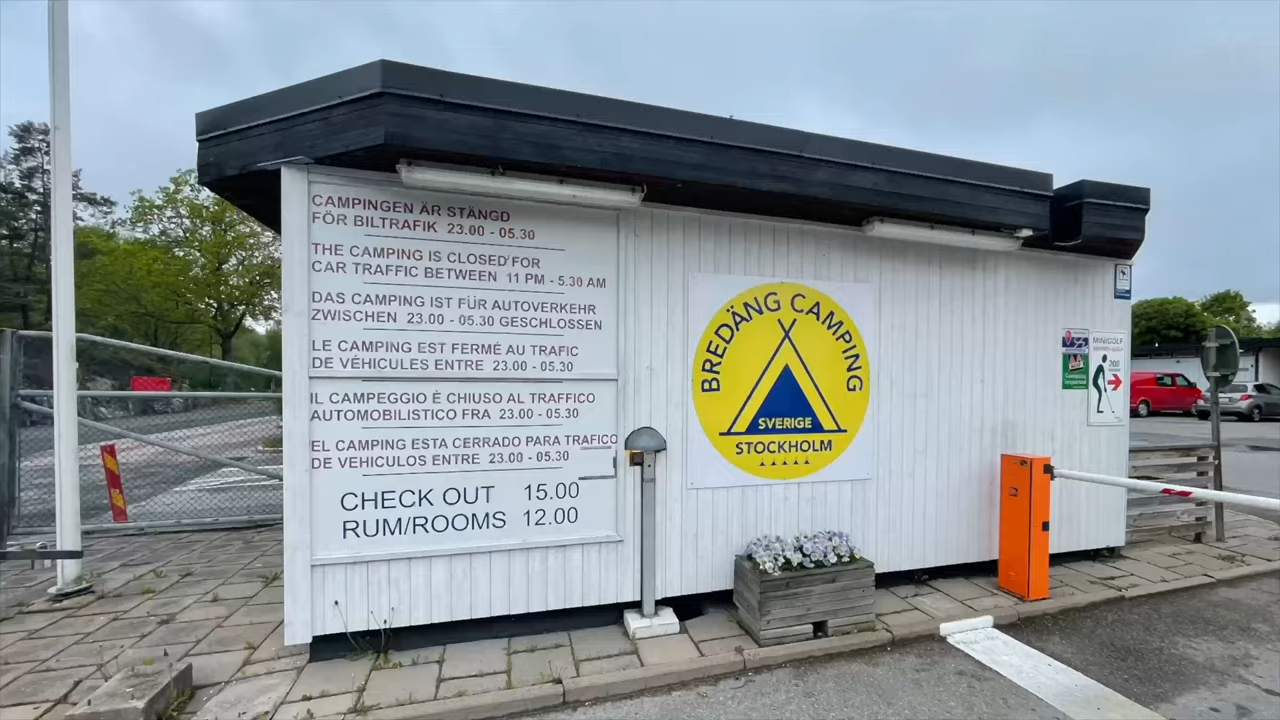 CAMPINGEN ÄR STÄNGD
FÖR BILTRAFIK 23.00 - 05.30
THE CAMPING IS CLOSED FOR
CAR TRAFFIC BETWEEN 11 PM - 5.30 AM
DAS CAMPING IST FÜR AUTOVERKEHR
ZWISCHEN 23.00 - 05.30 GESCHLOSSEN
LE CAMPING EST FERMÉ AU TRAFIC
DE VÉHICULES ENTRE 23.00 - 05.30
IL CAMPEGGIO È CHIUSO AL TRAFFICO
AUTOMOBILISTICO FRA 23.00 - 05.30
EL CAMPING ESTA CERRADO PARA TRAFICO
DE VEHICULOS ENTRE 23.00 - 05.30
CHECK OUT 15.00
RUM/ROOMS 12.00
BREDÄNG CAMPING
SVERIGE
STOCKHOLM
MINIGOLF
200